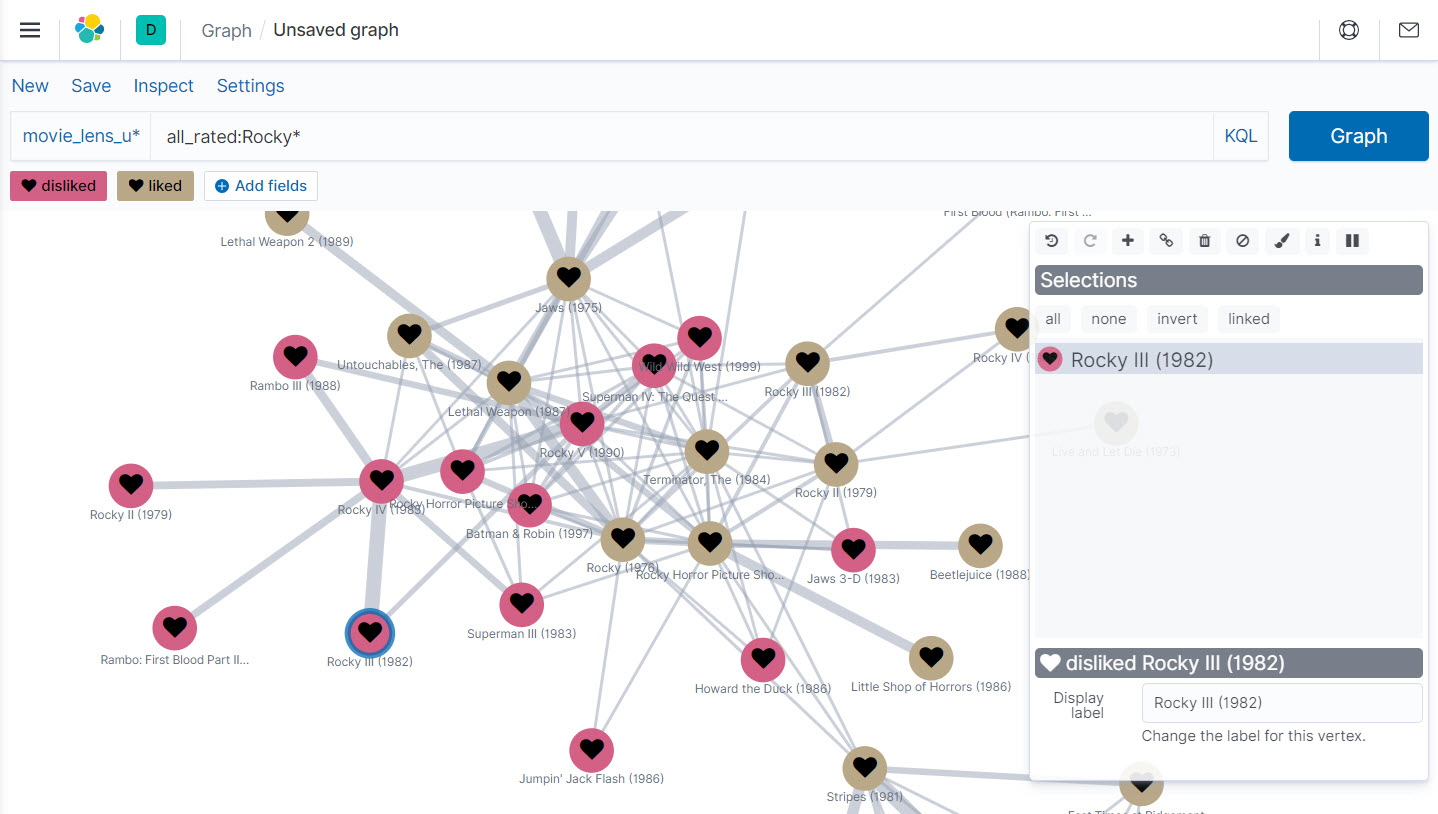 D
Graph / Unsaved graph
New Save Inspect Settings
movie_lens_u* all_rated:Rocky* KQL Graph
disliked liked Add fields
First Blood (Rambo: First ...
Lethal Weapon 2 (1989)
Selections
Jaws (1975)
all none invert linked
Untouchables, The (1987)
Wild Wild West (1999)
Rocky IV (
Rocky III (1982)
Rambo III (1988)
Rocky III (1982)
Superman IV: The Quest ...
Lethal Weapon (1987)
Rocky V (1990)
Live and Let Die (1973)
Terminator, The (1984)
Rocky II (1979)
Rocky II (1979)
Rocky IV (1985)
Rocky Horror Picture Sho...
Batman & Robin (1997)
Rocky (1976)
Rocky Horror Picture Sho...
Jaws 3-D (1983)
Beetlejuice (1988)
Superman III (1983)
Rambo: First Blood Part II...
Rocky III (1982)
disliked Rocky III (1982)
Howard the Duck (1986)
Little Shop of Horrors (1986)
Display
label
Rocky III (1982)
Change the label for this vertex.
Jumpin' Jack Flash (1986)
Stripes (1981)
Fast Times at Ridgemont